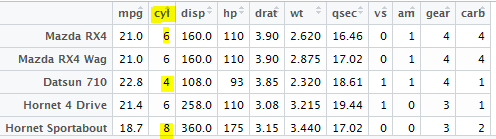 mpg cyl disp hp drat wt qsec vs am gear carb
Mazda RX4 21.0 6 160.0 110 3.90 2.620 16.46 0 1 4 4
Mazda RX4 Wag 21.0 6 160.0 110 3.90 2.875 17.02 0 1 4 4
Datsun 710 22.8 4 108.0 93 3.85 2.320 18.61 1 1 4 1
Hornet 4 Drive 21.4 6 258.0 110 3.08 3.215 19.44 1 0 3 1
Hornet Sportabout 18.7 8 360.0 175 3.15 3.440 17.02 0 0 3 2